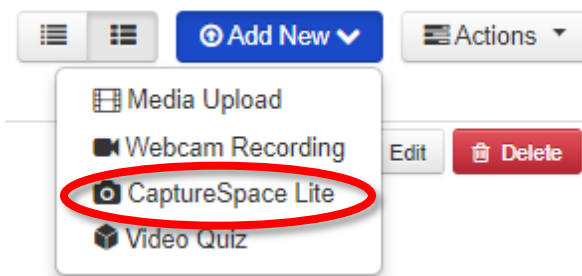 Add New Actions
Media Upload
Webcam Recording
Edit Delete
CaptureSpace Lite
Video Quiz